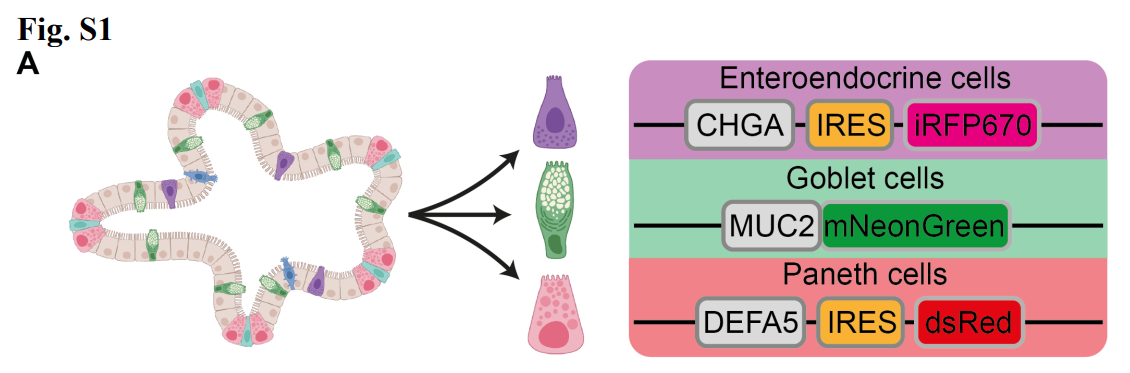 Fig. S1
A
Enteroendocrine cells
CHGA IRES iRFP670
Goblet cells
MUC2 mNeonGreen
Paneth cells
DEFA5 IRES dsRed